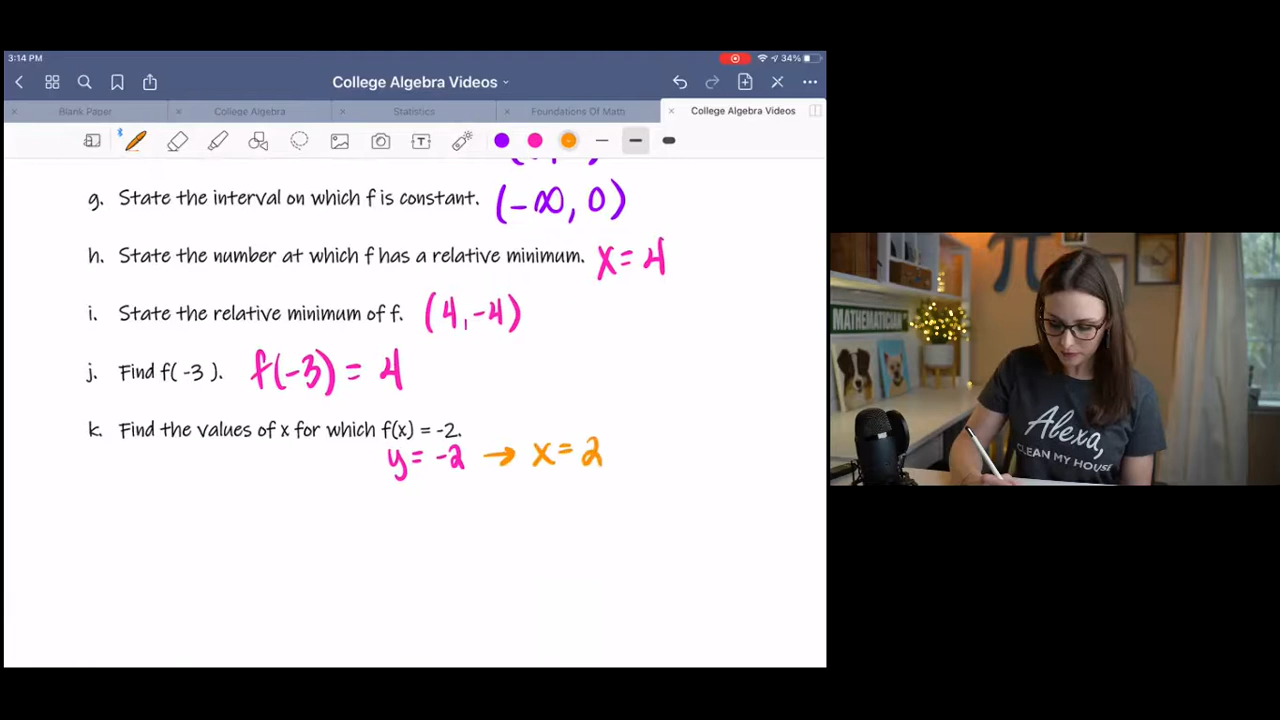 3:14 PM
34%
College Algebra Videos
Blank Paper
College Algebra
Statistics
Foundations Of Math
College Algebra Videos
g. State the interval on which f is constant. (-∞, 0)
h. State the number at which f has a relative minimum. x = 4
i. State the relative minimum of f. (4, -4)
j. Find f( -3 ). f(-3) = 4
k. Find the values of x for which f(x) = -2.
y = -2 → x = 2
MATHEMATICIAN
Alexa,
CLEAN MY HOUSE